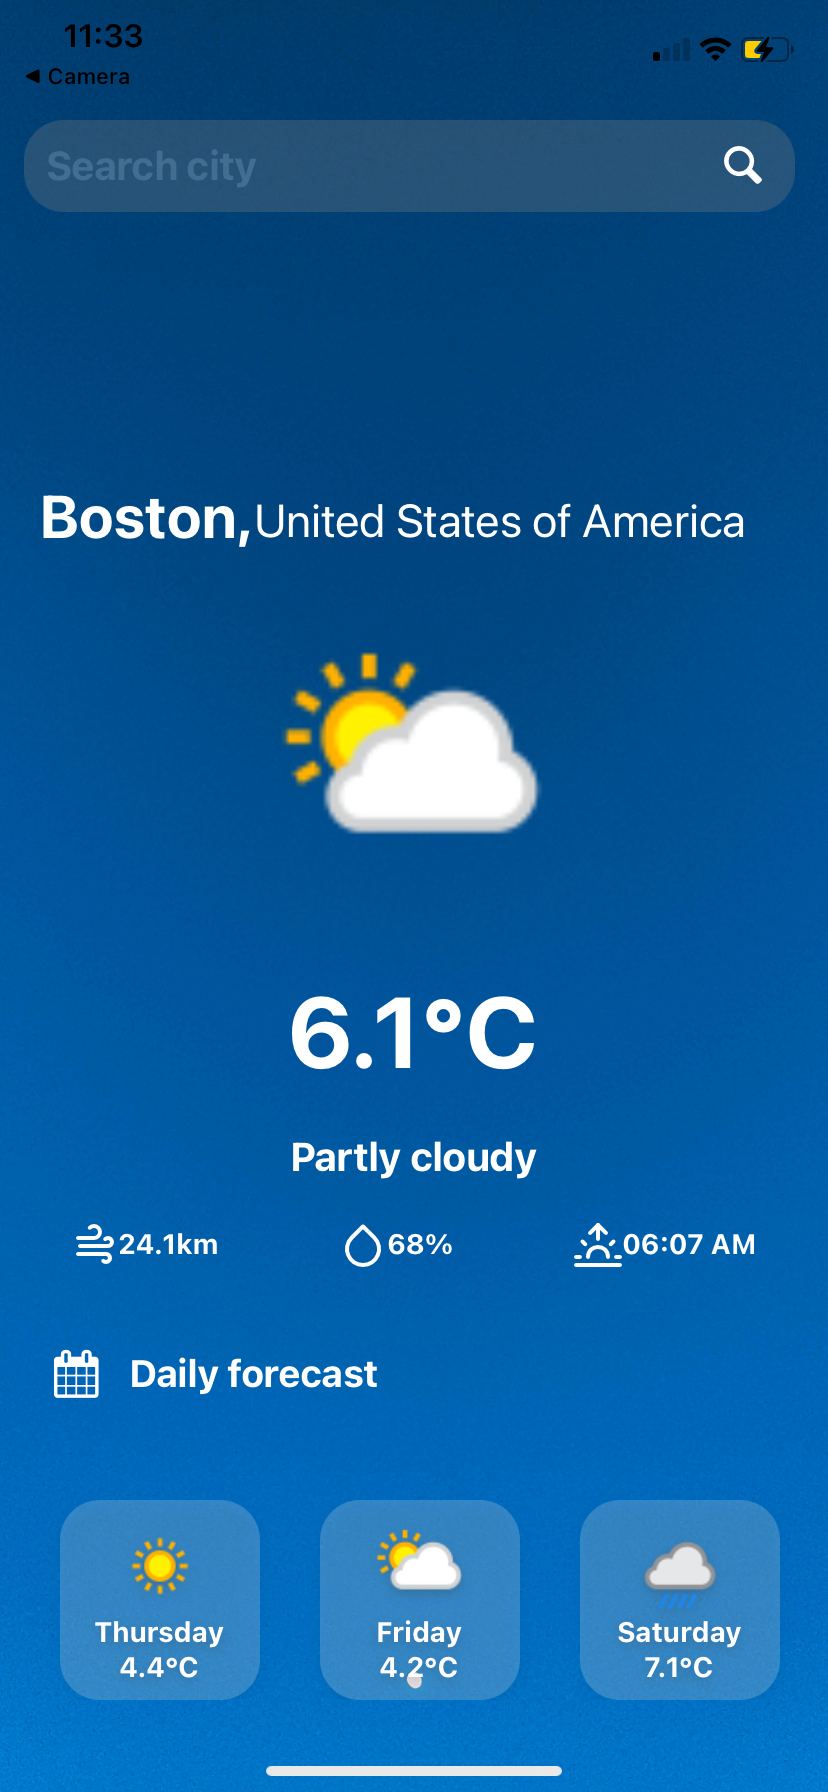 11:33
◀ Camera
Search city
Boston, United States of America
6.1°C
Partly cloudy
24.1km 68% 06:07 AM
Daily forecast
Thursday Friday Saturday
4.4°C 4.2°C 7.1°C